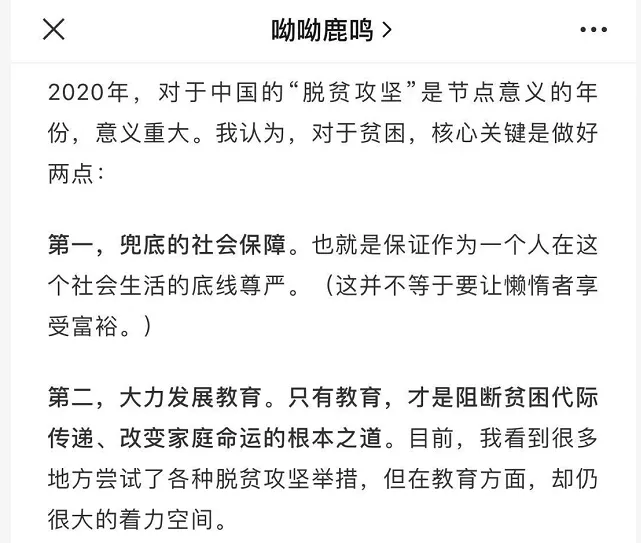 呦呦鹿鸣
2020年，对于中国的“脱贫攻坚”是节点意义的年
份，意义重大。我认为，对于贫困，核心关键是做好
两点：
第一，兜底的社会保障。也就是保证作为一个人在这
个社会生活的底线尊严。（这并不等于要让懒惰者享
受富裕。）
第二，大力发展教育。只有教育，才是阻断贫困代际
传递、改变家庭命运的根本之道。目前，我看到很多
地方尝试了各种脱贫攻坚举措，但在教育方面，却仍
很大的着力空间。